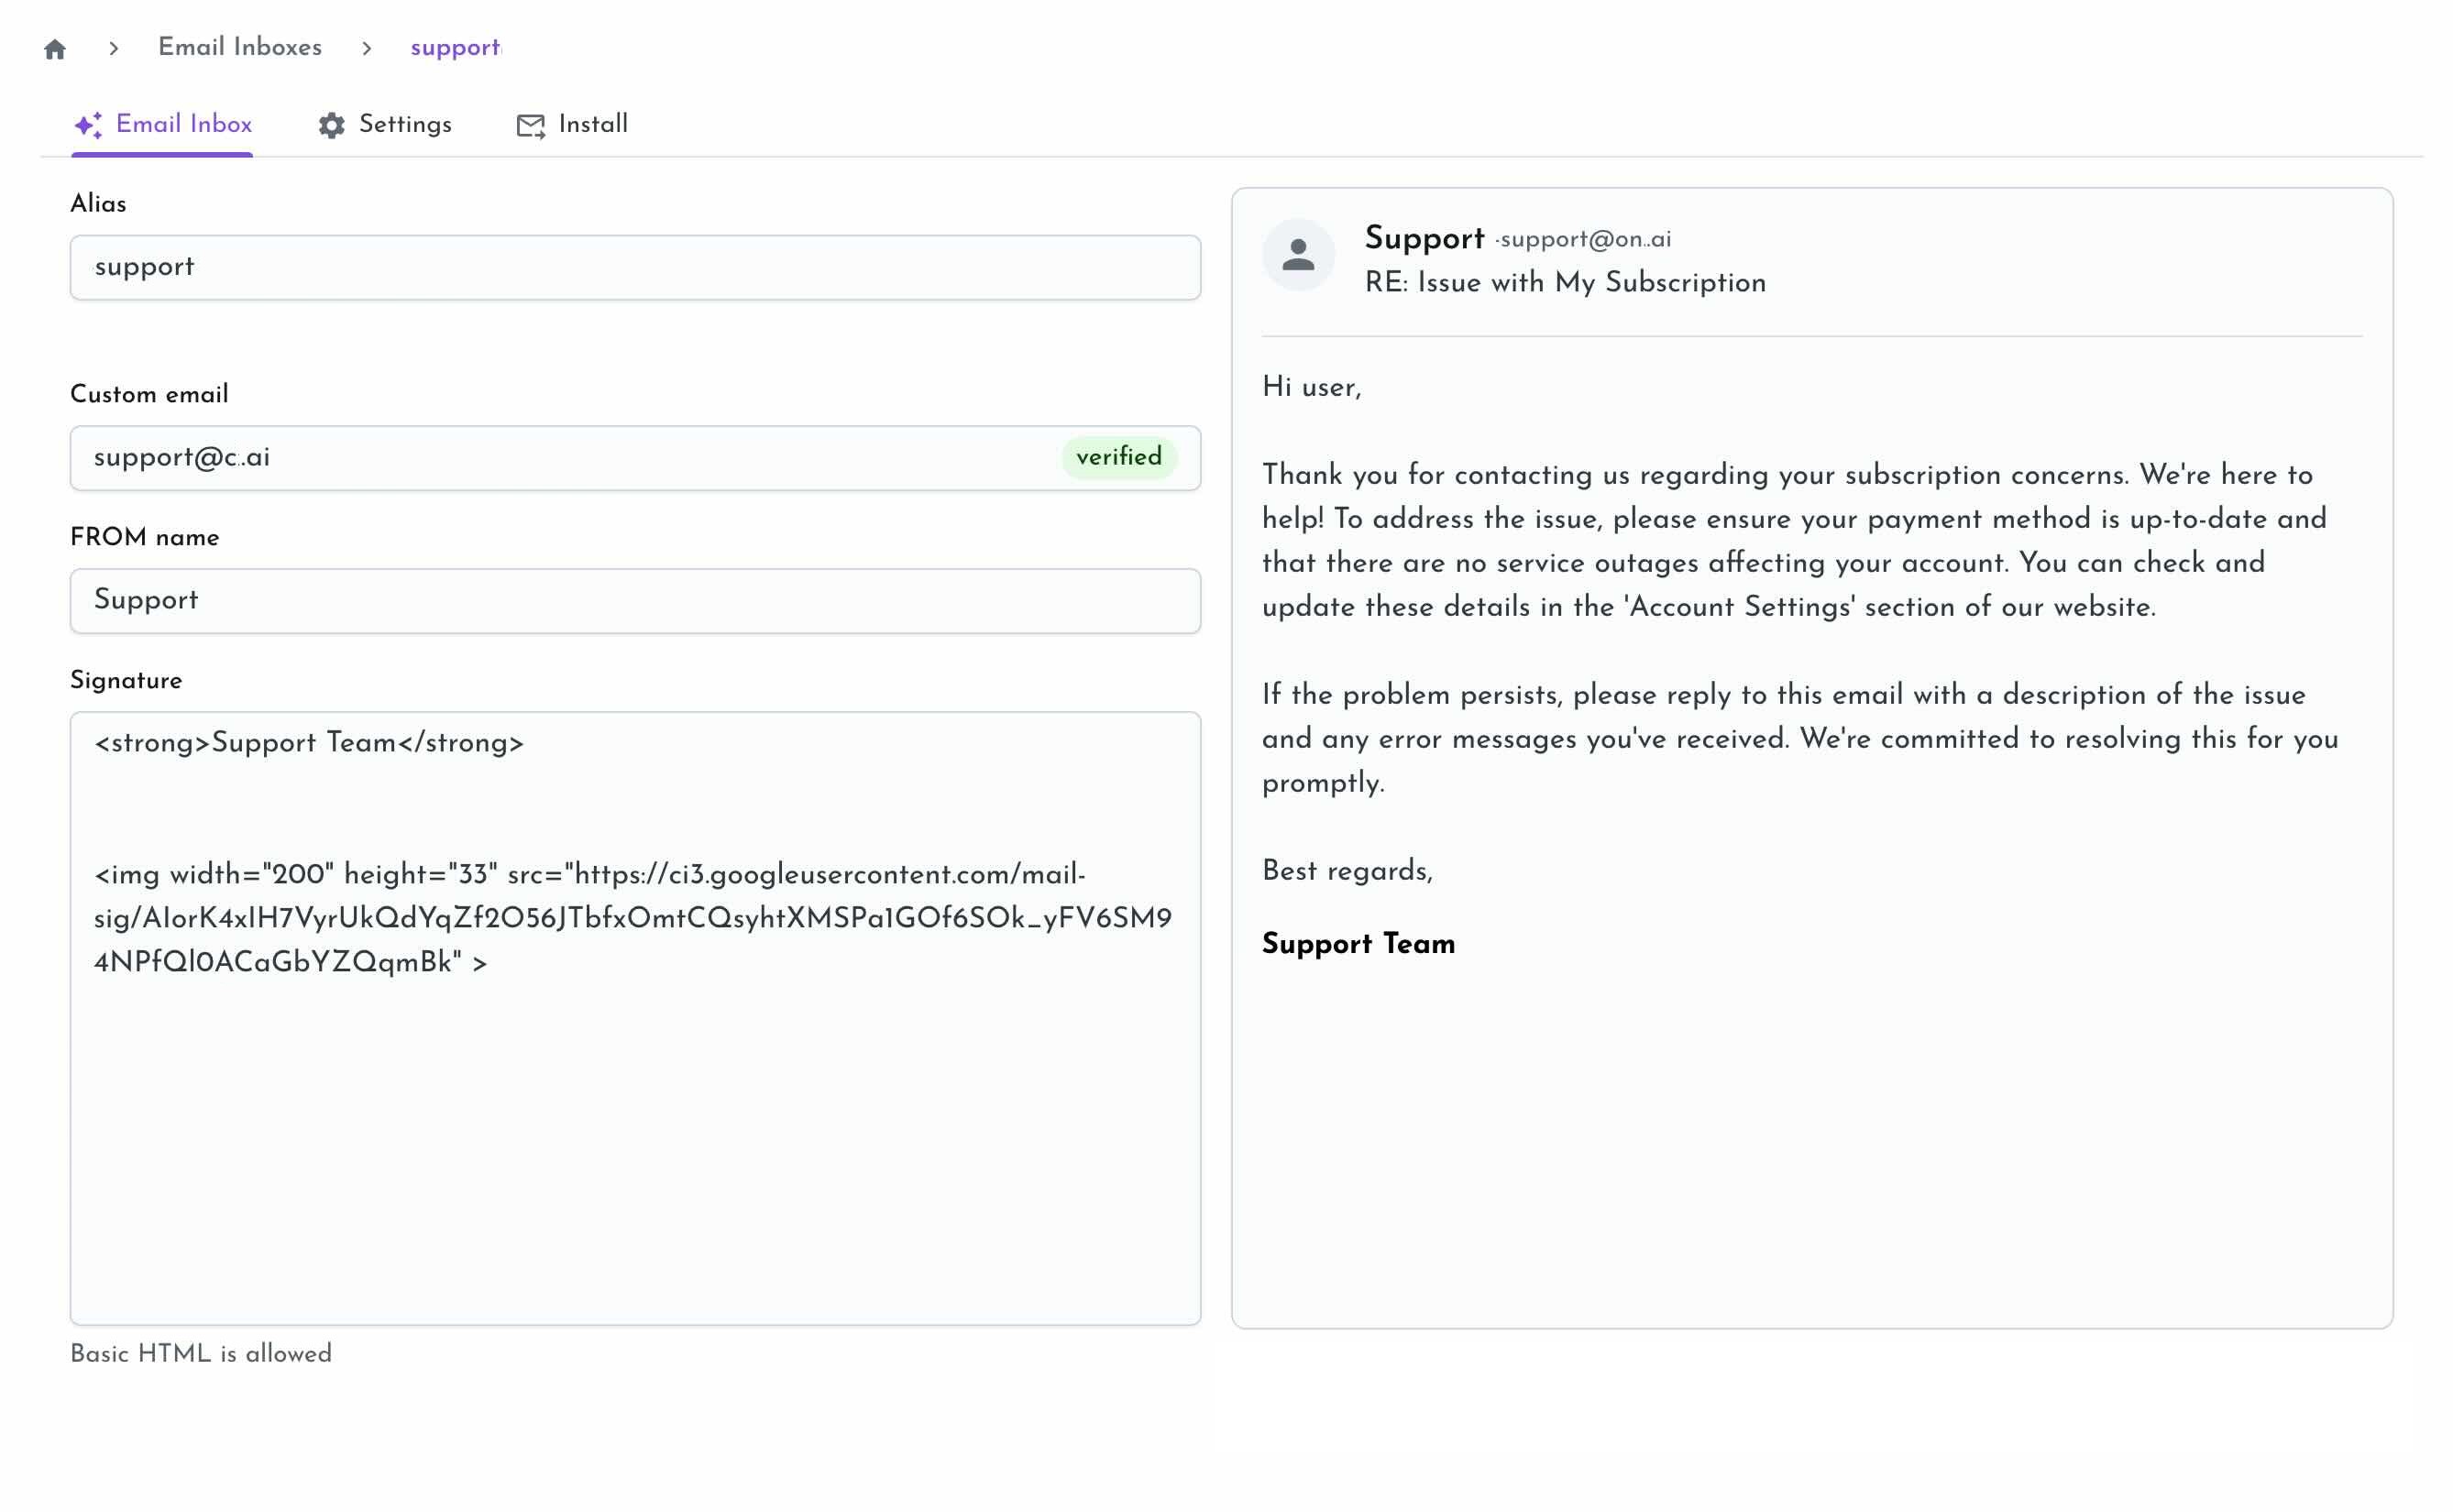 Email Inboxes
support
Email Inbox
Settings
Install
Alias
support
Custom email
support@c..ai
verified
FROM name
Support
Signature
<strong>Support Team</strong>
<img width="200" height="33" src="https://ci3.googleusercontent.com/mail-
sig/AIorK4xIH7VyrUkQdYqZf2O56JTbfxOmtCQsyhtXMSPa1GOf6SOk_yFV6SM9
4NPfQl0ACaGbYZQqmBk" >
Basic HTML is allowed
Support -support@on..ai
RE: Issue with My Subscription
Hi user,
Thank you for contacting us regarding your subscription concerns. We're here to
help! To address the issue, please ensure your payment method is up-to-date and
that there are no service outages affecting your account. You can check and
update these details in the 'Account Settings' section of our website.
If the problem persists, please reply to this email with a description of the issue
and any error messages you've received. We're committed to resolving this for you
promptly.
Best regards,
Support Team